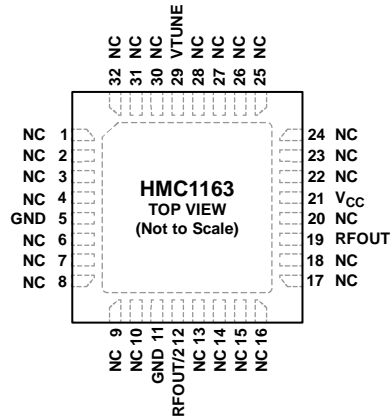 32 NC
31 NC
30 NC
29 VTUNE
28 NC
27 NC
26 NC
25 NC
NC 1
NC 2
NC 3
NC 4
GND 5
NC 6
NC 7
NC 8
HMC1163
TOP VIEW
(Not to Scale)
24 NC
23 NC
22 NC
21 VCC
20 NC
19 RFOUT
18 NC
17 NC
NC 9
NC 10
GND 11
RFOUT/2 12
NC 13
NC 14
NC 15
NC 16